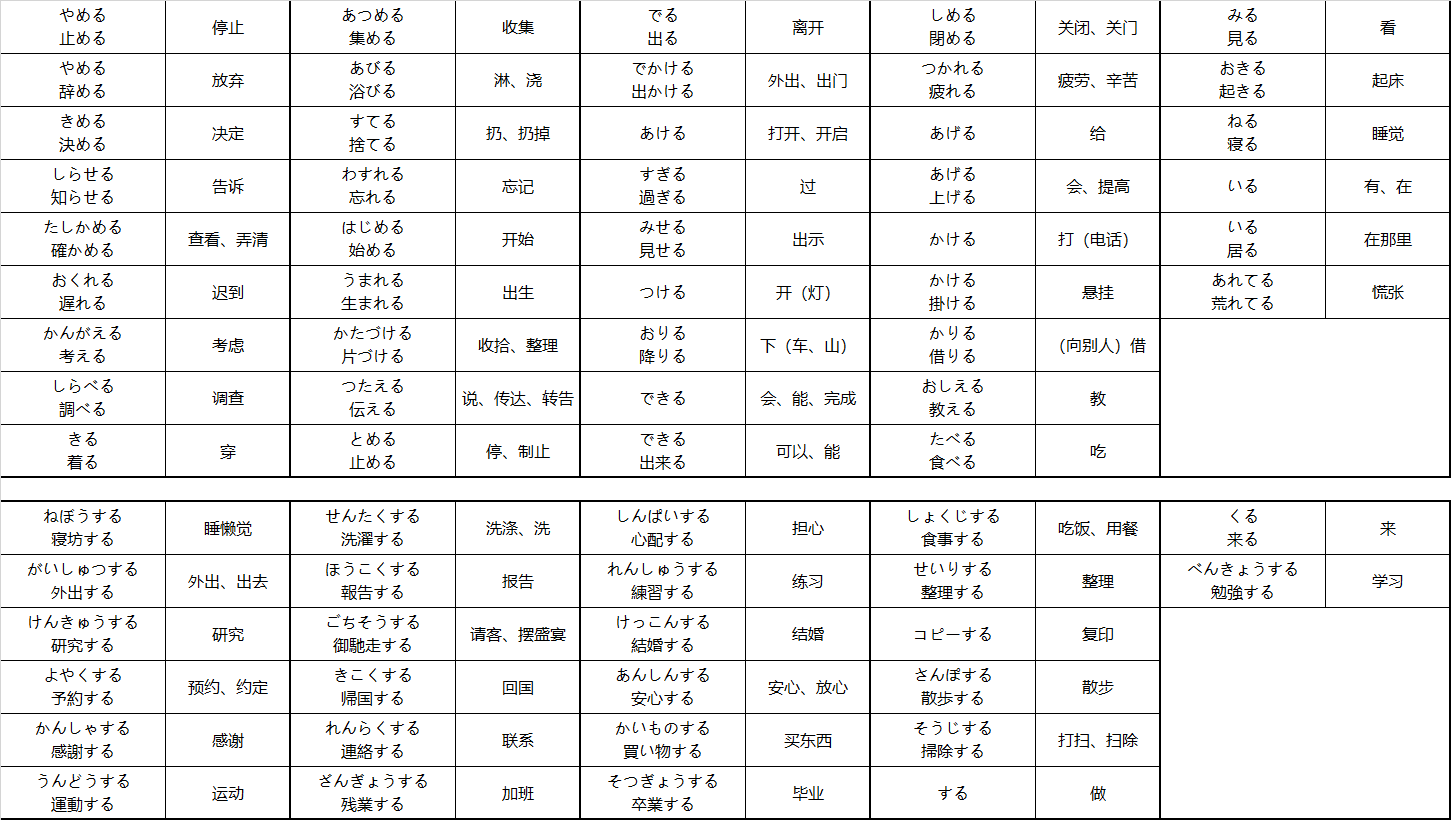 やめる
止める
停止
あつめる
集める
收集
でる
出る
离开
しめる
閉める
关闭、关门
みる
見る
看
やめる
辞める
放弃
あびる
浴びる
淋、浇
でかける
出かける
外出、出门
つかれる
疲れる
疲劳、辛苦
おきる
起きる
起床
きめる
決める
决定
すてる
捨てる
扔、扔掉
あける
打开、开启
あげる
给
ねる
寝る
睡觉
しらせる
知らせる
告诉
わすれる
忘れる
忘记
すぎる
過ぎる
过
あげる
上げる
会、提高
いる
有、在
たしかめる
確かめる
查看、弄清
はじめる
始める
开始
みせる
見せる
出示
かける
打（电话）
いる
居る
在那里
おくれる
遅れる
迟到
うまれる
生まれる
出生
つける
开（灯）
かける
掛ける
悬挂
あれてる
荒れてる
慌张
かんがえる
考える
考虑
かたづける
片づける
收拾、整理
おりる
降りる
下（车、山）
かりる
借りる
（向别人）借
しらべる
調べる
调查
つたえる
伝える
说、传达、转告
できる
会、能、完成
おしえる
教える
教
きる
着る
穿
とめる
止める
停、制止
できる
出来る
可以、能
たべる
食べる
吃
ねぼうする
寝坊する
睡懒觉
せんたくする
洗濯する
洗涤、洗
しんぱいする
心配する
担心
しょくじする
食事する
吃饭、用餐
くる
来る
来
がいしゅつする
外出する
外出、出去
ほうこくする
報告する
报告
れんしゅうする
練習する
练习
せいりする
整理する
整理
べんきょうする
勉強する
学习
けんきゅうする
研究する
研究
ごちそうする
御馳走する
请客、摆盛宴
けっこんする
結婚する
结婚
コピーする
复印
よやくする
予約する
预约、约定
きこくする
帰国する
回国
あんしんする
安心する
安心、放心
さんぽする
散歩する
散步
かんしゃする
感謝する
感谢
れんらくする
連絡する
联系
かいものする
買い物する
买东西
そうじする
掃除する
打扫、扫除
うんどうする
運動する
运动
ざんぎょうする
残業する
加班
そつぎょうする
卒業する
毕业
する
做